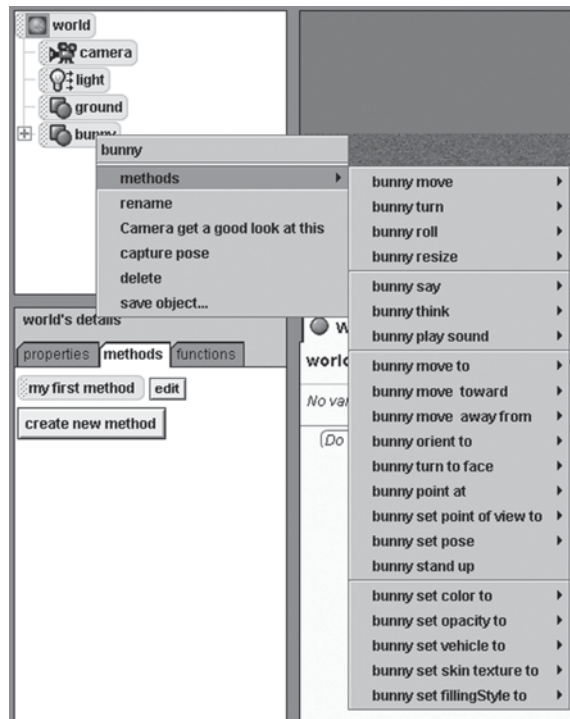 world
camera
light
ground
bunny
bunny
methods
rename
Camera get a good look at this
capture pose
delete
save object...
bunny move
bunny turn
bunny roll
bunny resize
bunny say
bunny think
bunny play sound
bunny move to
bunny move toward
bunny move away from
bunny orient to
bunny turn to face
bunny point at
bunny set point of view to
bunny set pose
bunny stand up
bunny set color to
bunny set opacity to
bunny set vehicle to
bunny set skin texture to
bunny set fillingStyle to
world's details
properties methods functions
my first method edit
create new method
w
world
No var
Do